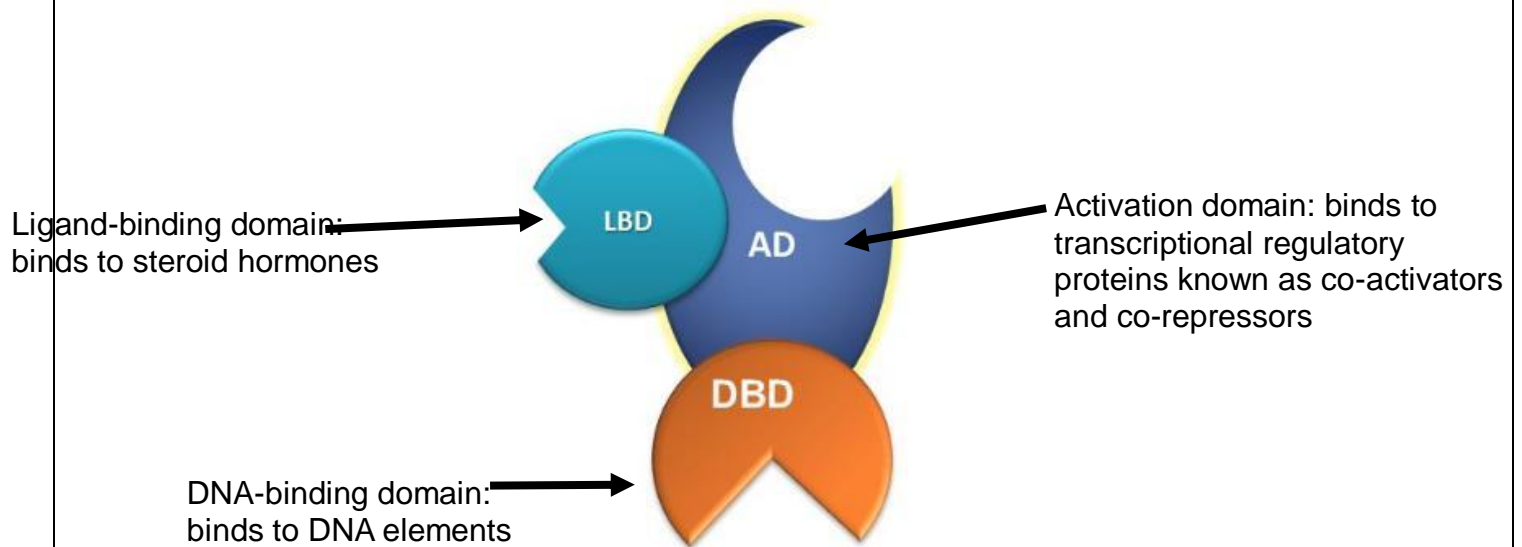 Ligand-binding domain:
binds to steroid hormones
LBD
AD
Activation domain: binds to
transcriptional regulatory
proteins known as co-activators
and co-repressors
DBD
DNA-binding domain:
binds to DNA elements